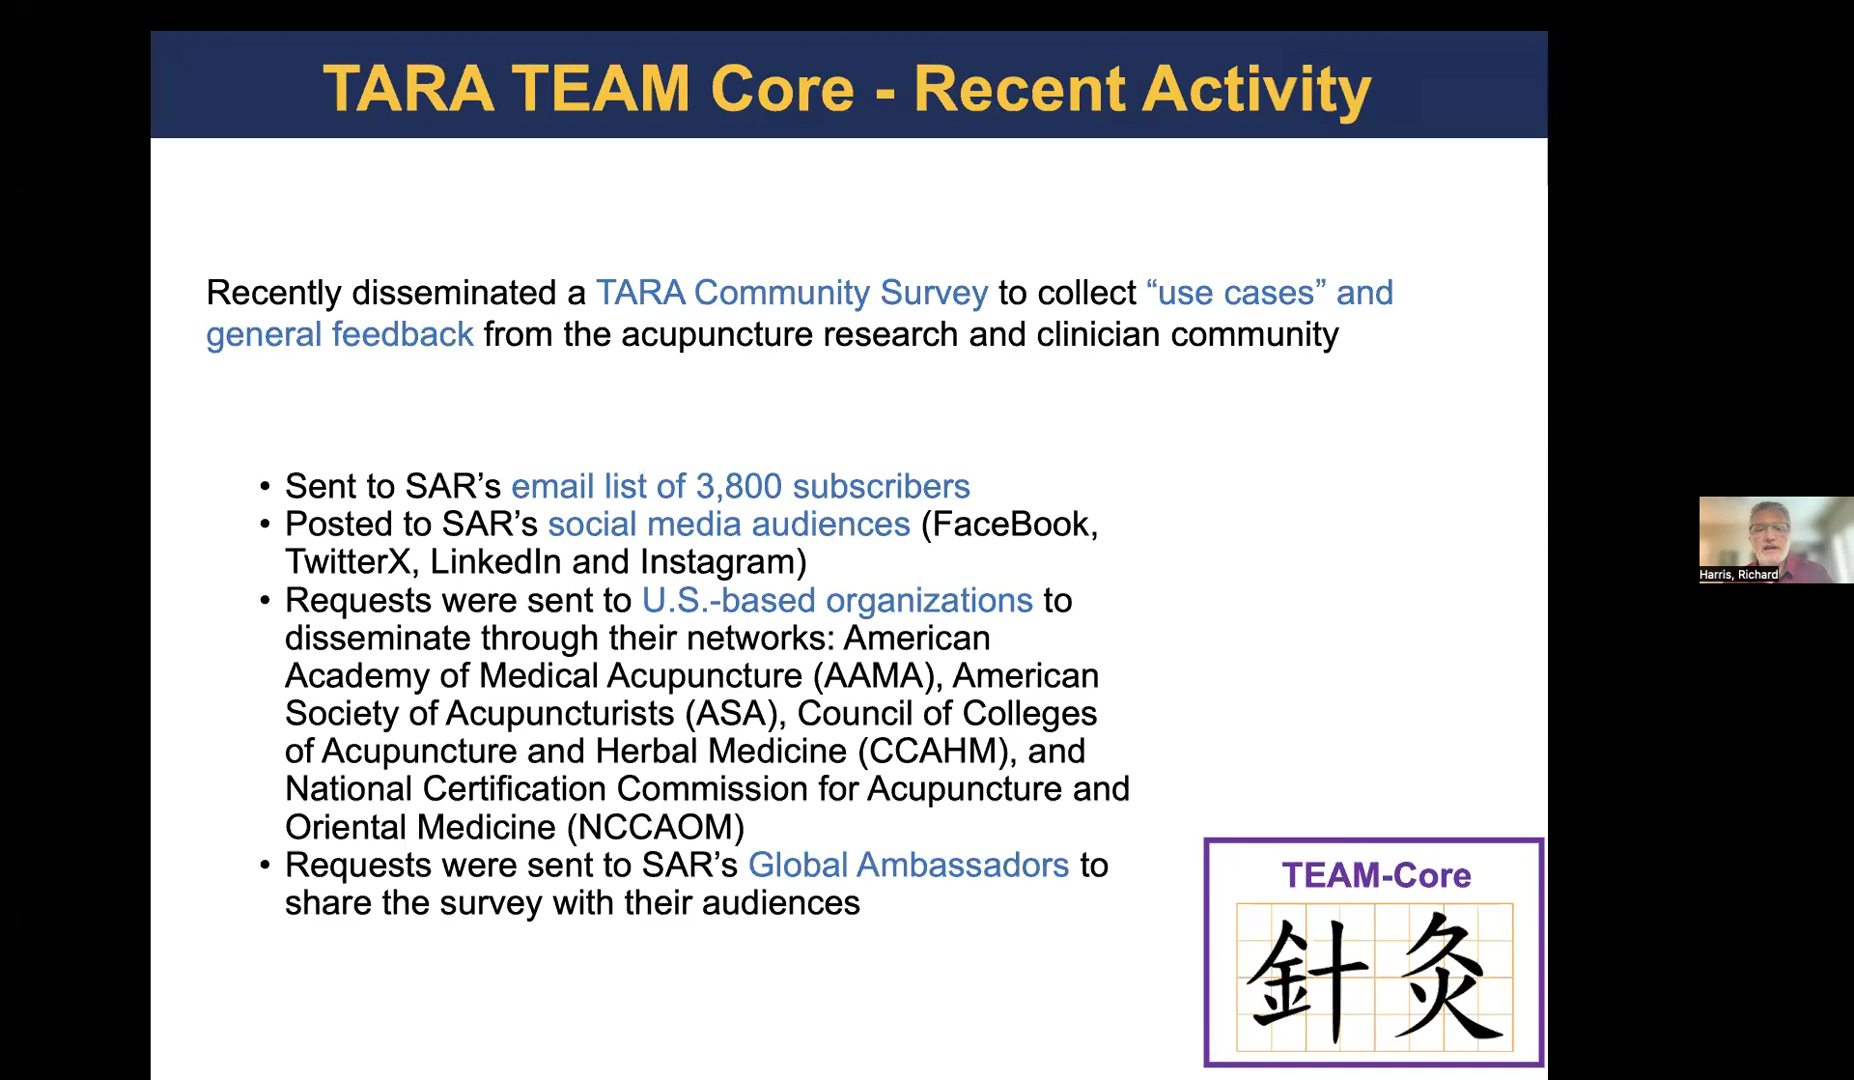 TARA TEAM Core - Recent Activity
Recently disseminated a TARA Community Survey to collect “use cases” and
general feedback from the acupuncture research and clinician community
• Sent to SAR’s email list of 3,800 subscribers
• Posted to SAR’s social media audiences (FaceBook,
TwitterX, LinkedIn and Instagram)
• Requests were sent to U.S.-based organizations to
disseminate through their networks: American
Academy of Medical Acupuncture (AAMA), American
Society of Acupuncturists (ASA), Council of Colleges
of Acupuncture and Herbal Medicine (CCAHM), and
National Certification Commission for Acupuncture and
Oriental Medicine (NCCAOM)
• Requests were sent to SAR’s Global Ambassadors to
share the survey with their audiences
TEAM-Core
針灸
Harris, Richard